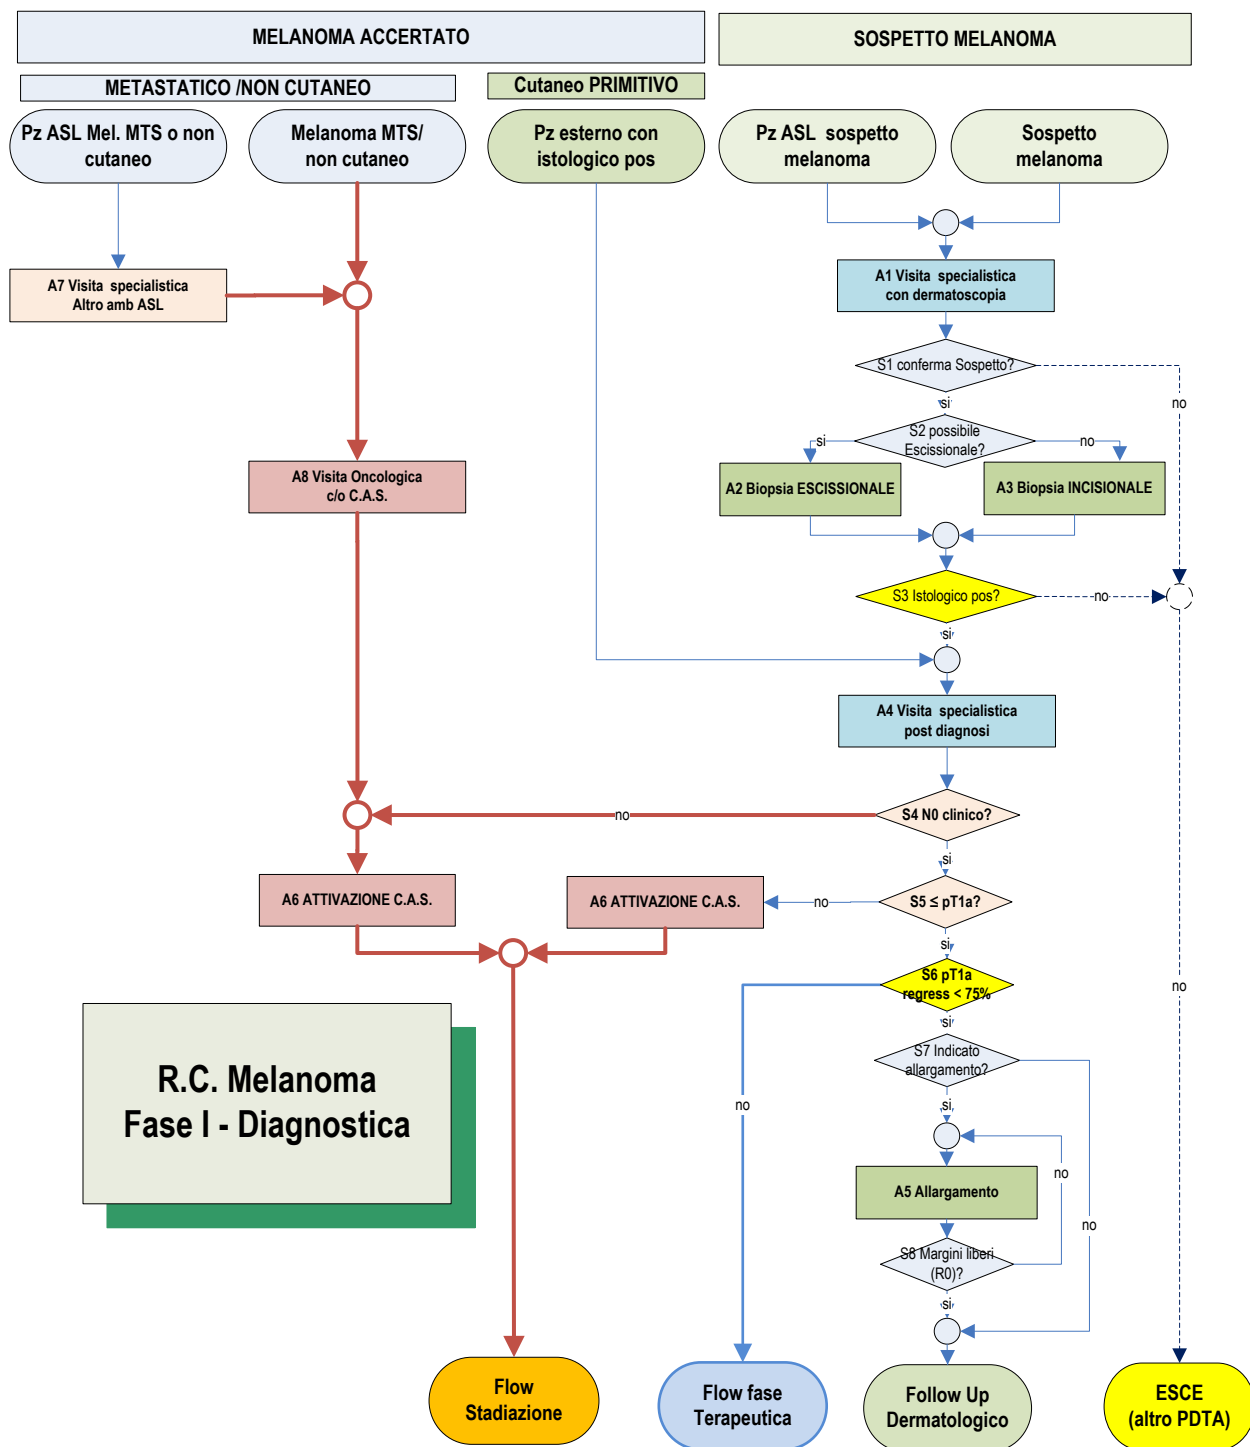 MELANOMA ACCERTATO
SOSPETTO MELANOMA
METASTATICO /NON CUTANEO
Cutaneo PRIMITIVO
Pz ASL Mel. MTS o non
cutaneo
Melanoma MTS/
non cutaneo
Pz esterno con
istologico pos
Pz ASL sospetto
melanoma
Sospetto
melanoma
A7 Visita specialistica
Altro amb ASL
A1 Visita specialistica
con dermatoscopia
S1 conferma Sospetto?
no
si
S2 possibile
Escissionale?
si
no
A8 Visita Oncologica
c/o C.A.S.
A2 Biopsia ESCISSIONALE
A3 Biopsia INCISIONALE
S3 Istologico pos?
no
si
A4 Visita specialistica
post diagnosi
S4 N0 clinico?
no
si
A6 ATTIVAZIONE C.A.S.
A6 ATTIVAZIONE C.A.S.
no
S5 ≤ pT1a?
si
S6 pT1a
regress < 75%
no
si
R.C. Melanoma
Fase I - Diagnostica
S7 Indicato
allargamento?
no
si
no
A5 Allargamento
no
S8 Margini liberi
(R0)?
si
Flow
Stadiazione
Flow fase
Terapeutica
Follow Up
Dermatologico
ESCE
(altro PDTA)